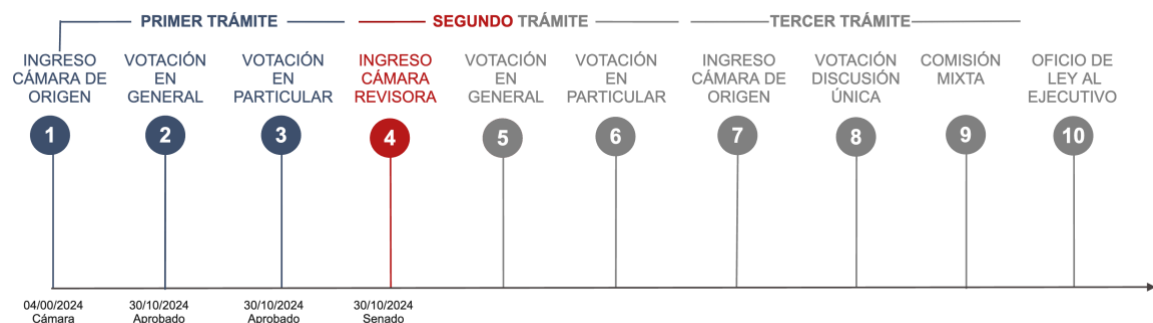 PRIMER TRÁMITE
SEGUNDO TRÁMITE
TERCER TRÁMITE
INGRESO
CÁMARA DE
ORIGEN
VOTACIÓN
EN
GENERAL
VOTACIÓN
EN
PARTICULAR
INGRESO
CÁMARA
REVISORA
VOTACIÓN
EN
GENERAL
VOTACIÓN
EN
PARTICULAR
INGRESO
CÁMARA DE
ORIGEN
VOTACIÓN
DISCUSIÓN
ÚNICA
COMISIÓN
MIXTA
OFICIO DE
LEY AL
EJECUTIVO
1
2
3
4
5
6
7
8
9
10
04/00/2024
Cámara
30/10/2024
Aprobado
30/10/2024
Aprobado
30/10/2024
Senado